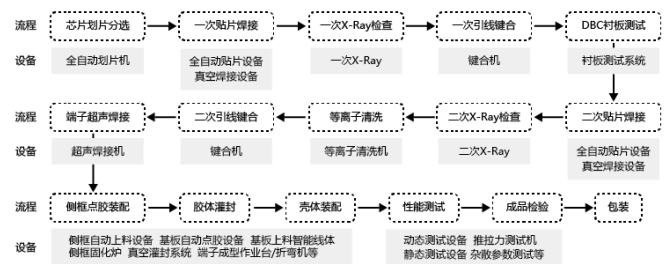 流程 芯片划片分选 一次贴片焊接 一次X-Ray检查 一次引线键合 DBC衬板测试
设备 全自动划片机 全自动贴片设备 一次X-Ray 键合机 衬板测试系统
真空焊接设备
流程 端子超声焊接 二次引线键合 等离子清洗 二次X-Ray检查 二次贴片焊接
设备 超声焊接机 键合机 等离子清洗机 二次X-Ray 全自动贴片设备
真空焊接设备
流程 侧框点胶装配 胶体灌封 壳体装配 性能测试 成品检验 包装
设备 侧框自动上料设备 基板自动点胶设备 基板上料智能线体 动态测试设备 推拉力测试机
侧框固化炉 真空灌封系统 端子成型作业台/折弯机等 静态测试设备 杂散参数测试等